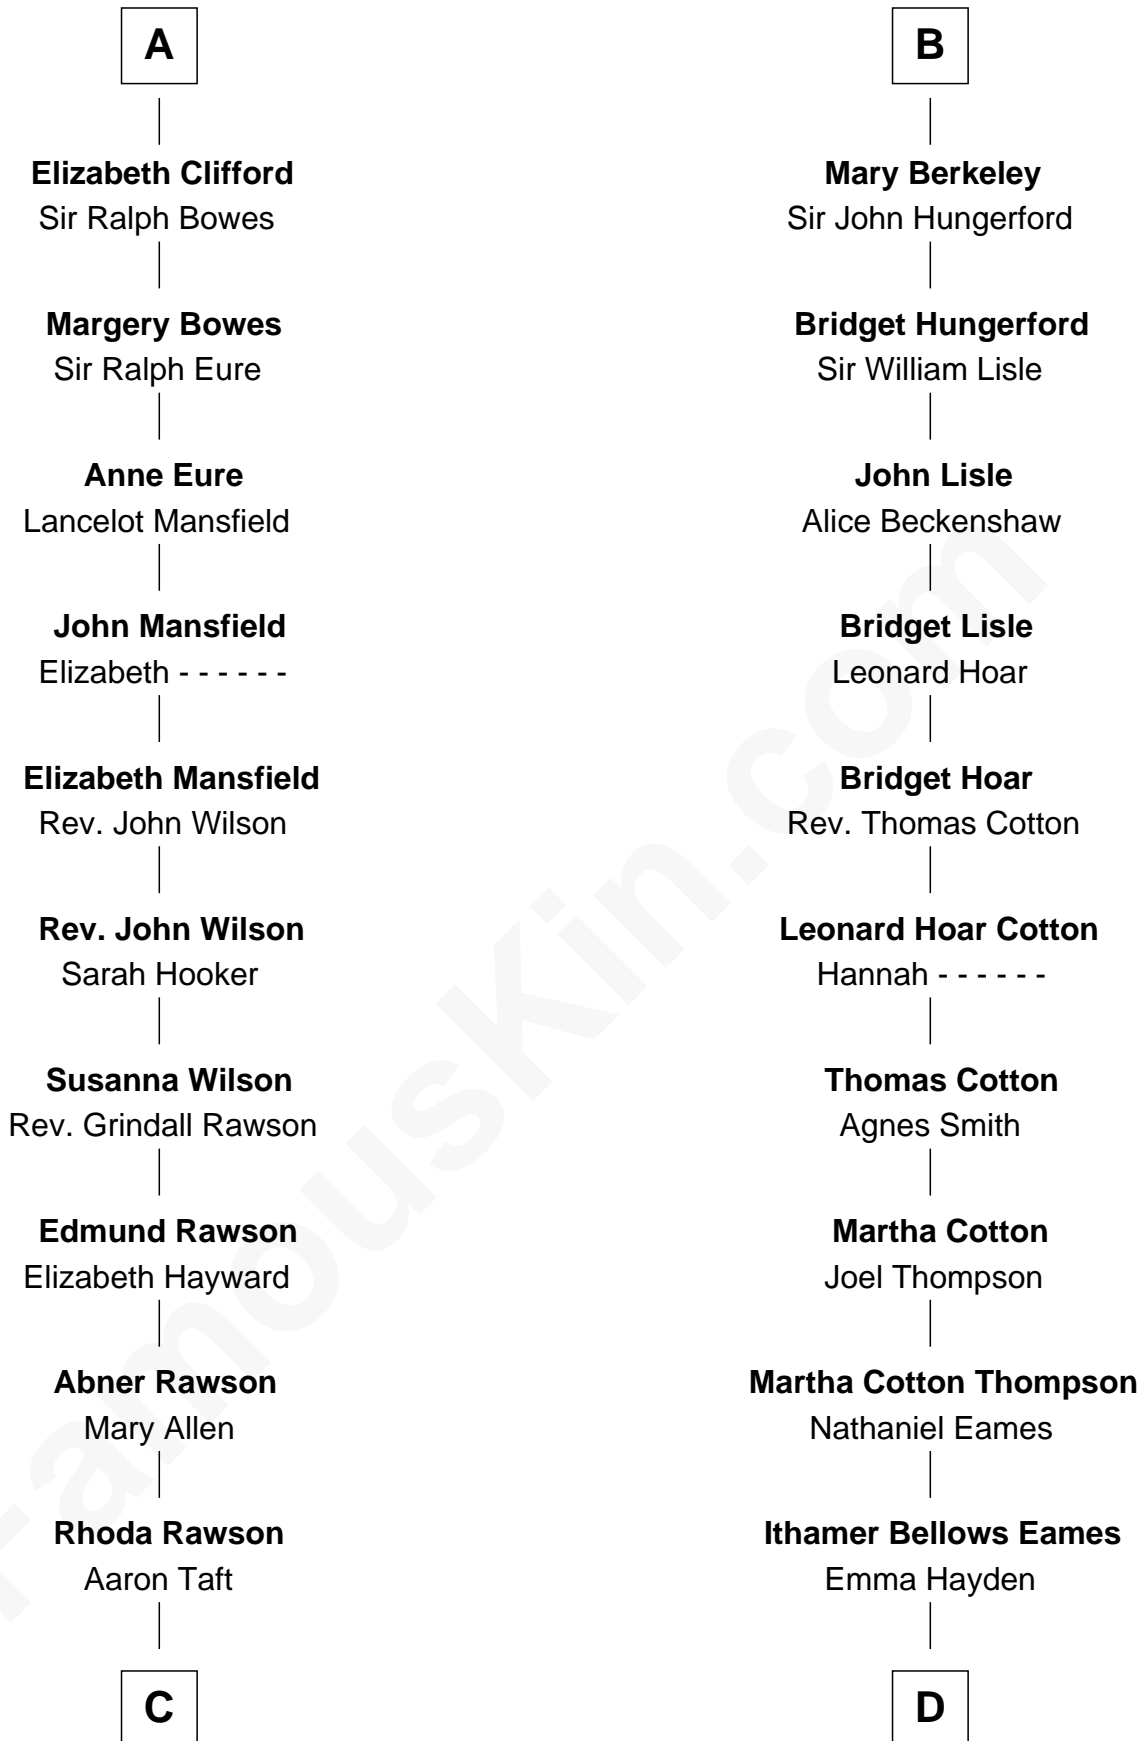 A
Elizabeth Clifford
Sir Ralph Bowes
Margery Bowes
Sir Ralph Eure
Anne Eure
Lancelot Mansfield
John Mansfield
Elizabeth - - - - - -
Elizabeth Mansfield
Rev. John Wilson
Rev. John Wilson
Sarah Hooker
Susanna Wilson
Rev. Grindall Rawson
Edmund Rawson
Elizabeth Hayward
Abner Rawson
Mary Allen
Rhoda Rawson
Aaron Taft
C
B
Mary Berkeley
Sir John Hungerford
Bridget Hungerford
Sir William Lisle
John Lisle
Alice Beckenshaw
Bridget Lisle
Leonard Hoar
Bridget Hoar
Rev. Thomas Cotton
Leonard Hoar Cotton
Hannah - - - - - -
Thomas Cotton
Agnes Smith
Martha Cotton
Joel Thompson
Martha Cotton Thompson
Nathaniel Eames
Ithamer Bellows Eames
Emma Hayden
D
FamousKin.com